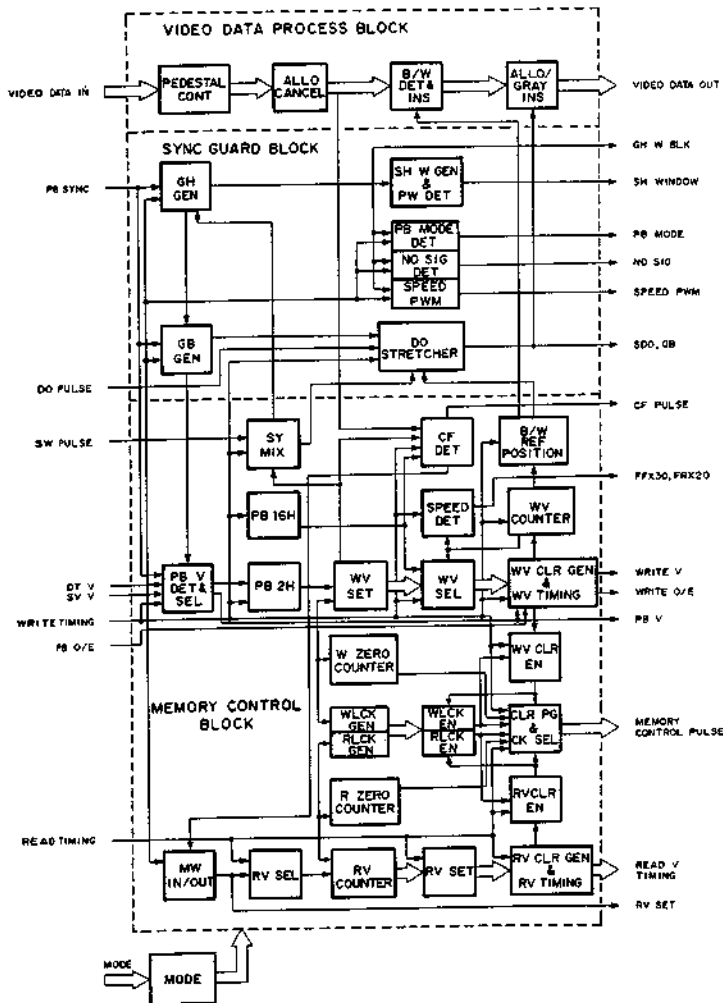 VIDEO DATA PROCESS BLOCK
VIDEO DATA IN
PEDESTAL
CONT
ALLO
CANCEL
B/W
DET &
INS
ALLO/
GRAY
INS
VIDEO DATA OUT
SYNC GUARD BLOCK
GH W BLK
PB SYNC
GH
GEN
SH W GEN
&
PW DET
SH WINDOW
PB MODE
DET
PB MODE
NO SIG
DET
NO SIG
SPEED
PWM
SPEED PWM
GB
GEN
DO
STRETCHER
SDO, GB
DO PULSE
CF PULSE
SW PULSE
SY
MIX
CF
DET
B/W
REF
POSITION
FFX30, FRX20
PB 16H
SPEED
DET
WV
COUNTER
DT V
SV V
PB V
DET &
SEL
PB 2H
WV
SET
WV
SEL
WV CLR GEN
&
WV TIMING
WRITE V
WRITE O/E
WRITE TIMING
PB V
PB O/E
W ZERO
COUNTER
WV CLR
EN
MEMORY CONTROL
BLOCK
WLCK
GEN
RLCK
GEN
WLCK
EN
RLCK
EN
CLR PG
&
CK SEL
MEMORY
CONTROL PULSE
R ZERO
COUNTER
RVCLR
EN
READ TIMING
MW
IN/OUT
RV SEL
RV
COUNTER
RV SET
RV CLR GEN
&
RV TIMING
READ V
TIMING
RV SET
MODE
MODE